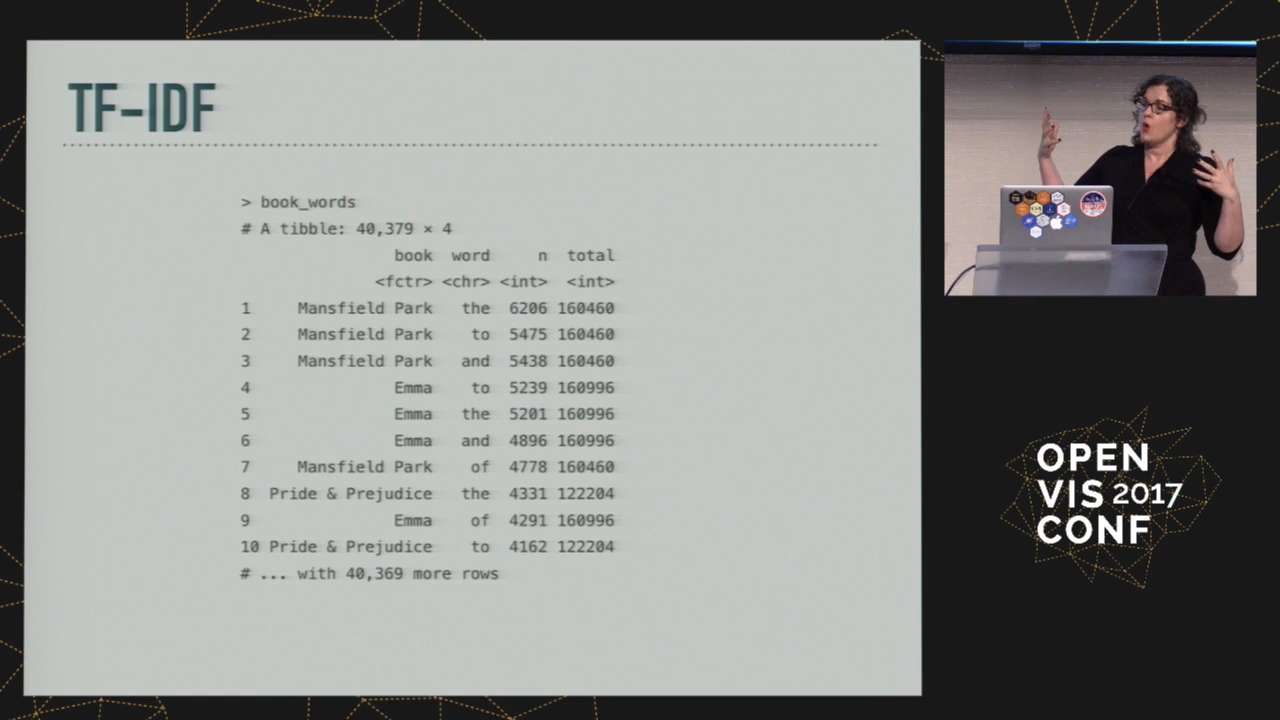 TF-IDF
> book_words
# A tibble: 40,379 × 4
book word n total
<fctr> <chr> <int> <int>
1 Mansfield Park the 6206 160460
2 Mansfield Park to 5475 160460
3 Mansfield Park and 5438 160460
4 Emma to 5239 160996
5 Emma the 5201 160996
6 Emma and 4896 160996
7 Mansfield Park of 4778 160460
8 Pride & Prejudice the 4331 122204
9 Emma of 4291 160996
10 Pride & Prejudice to 4162 122204
# ... with 40,369 more rows
OPEN
VIS 2017
CONF